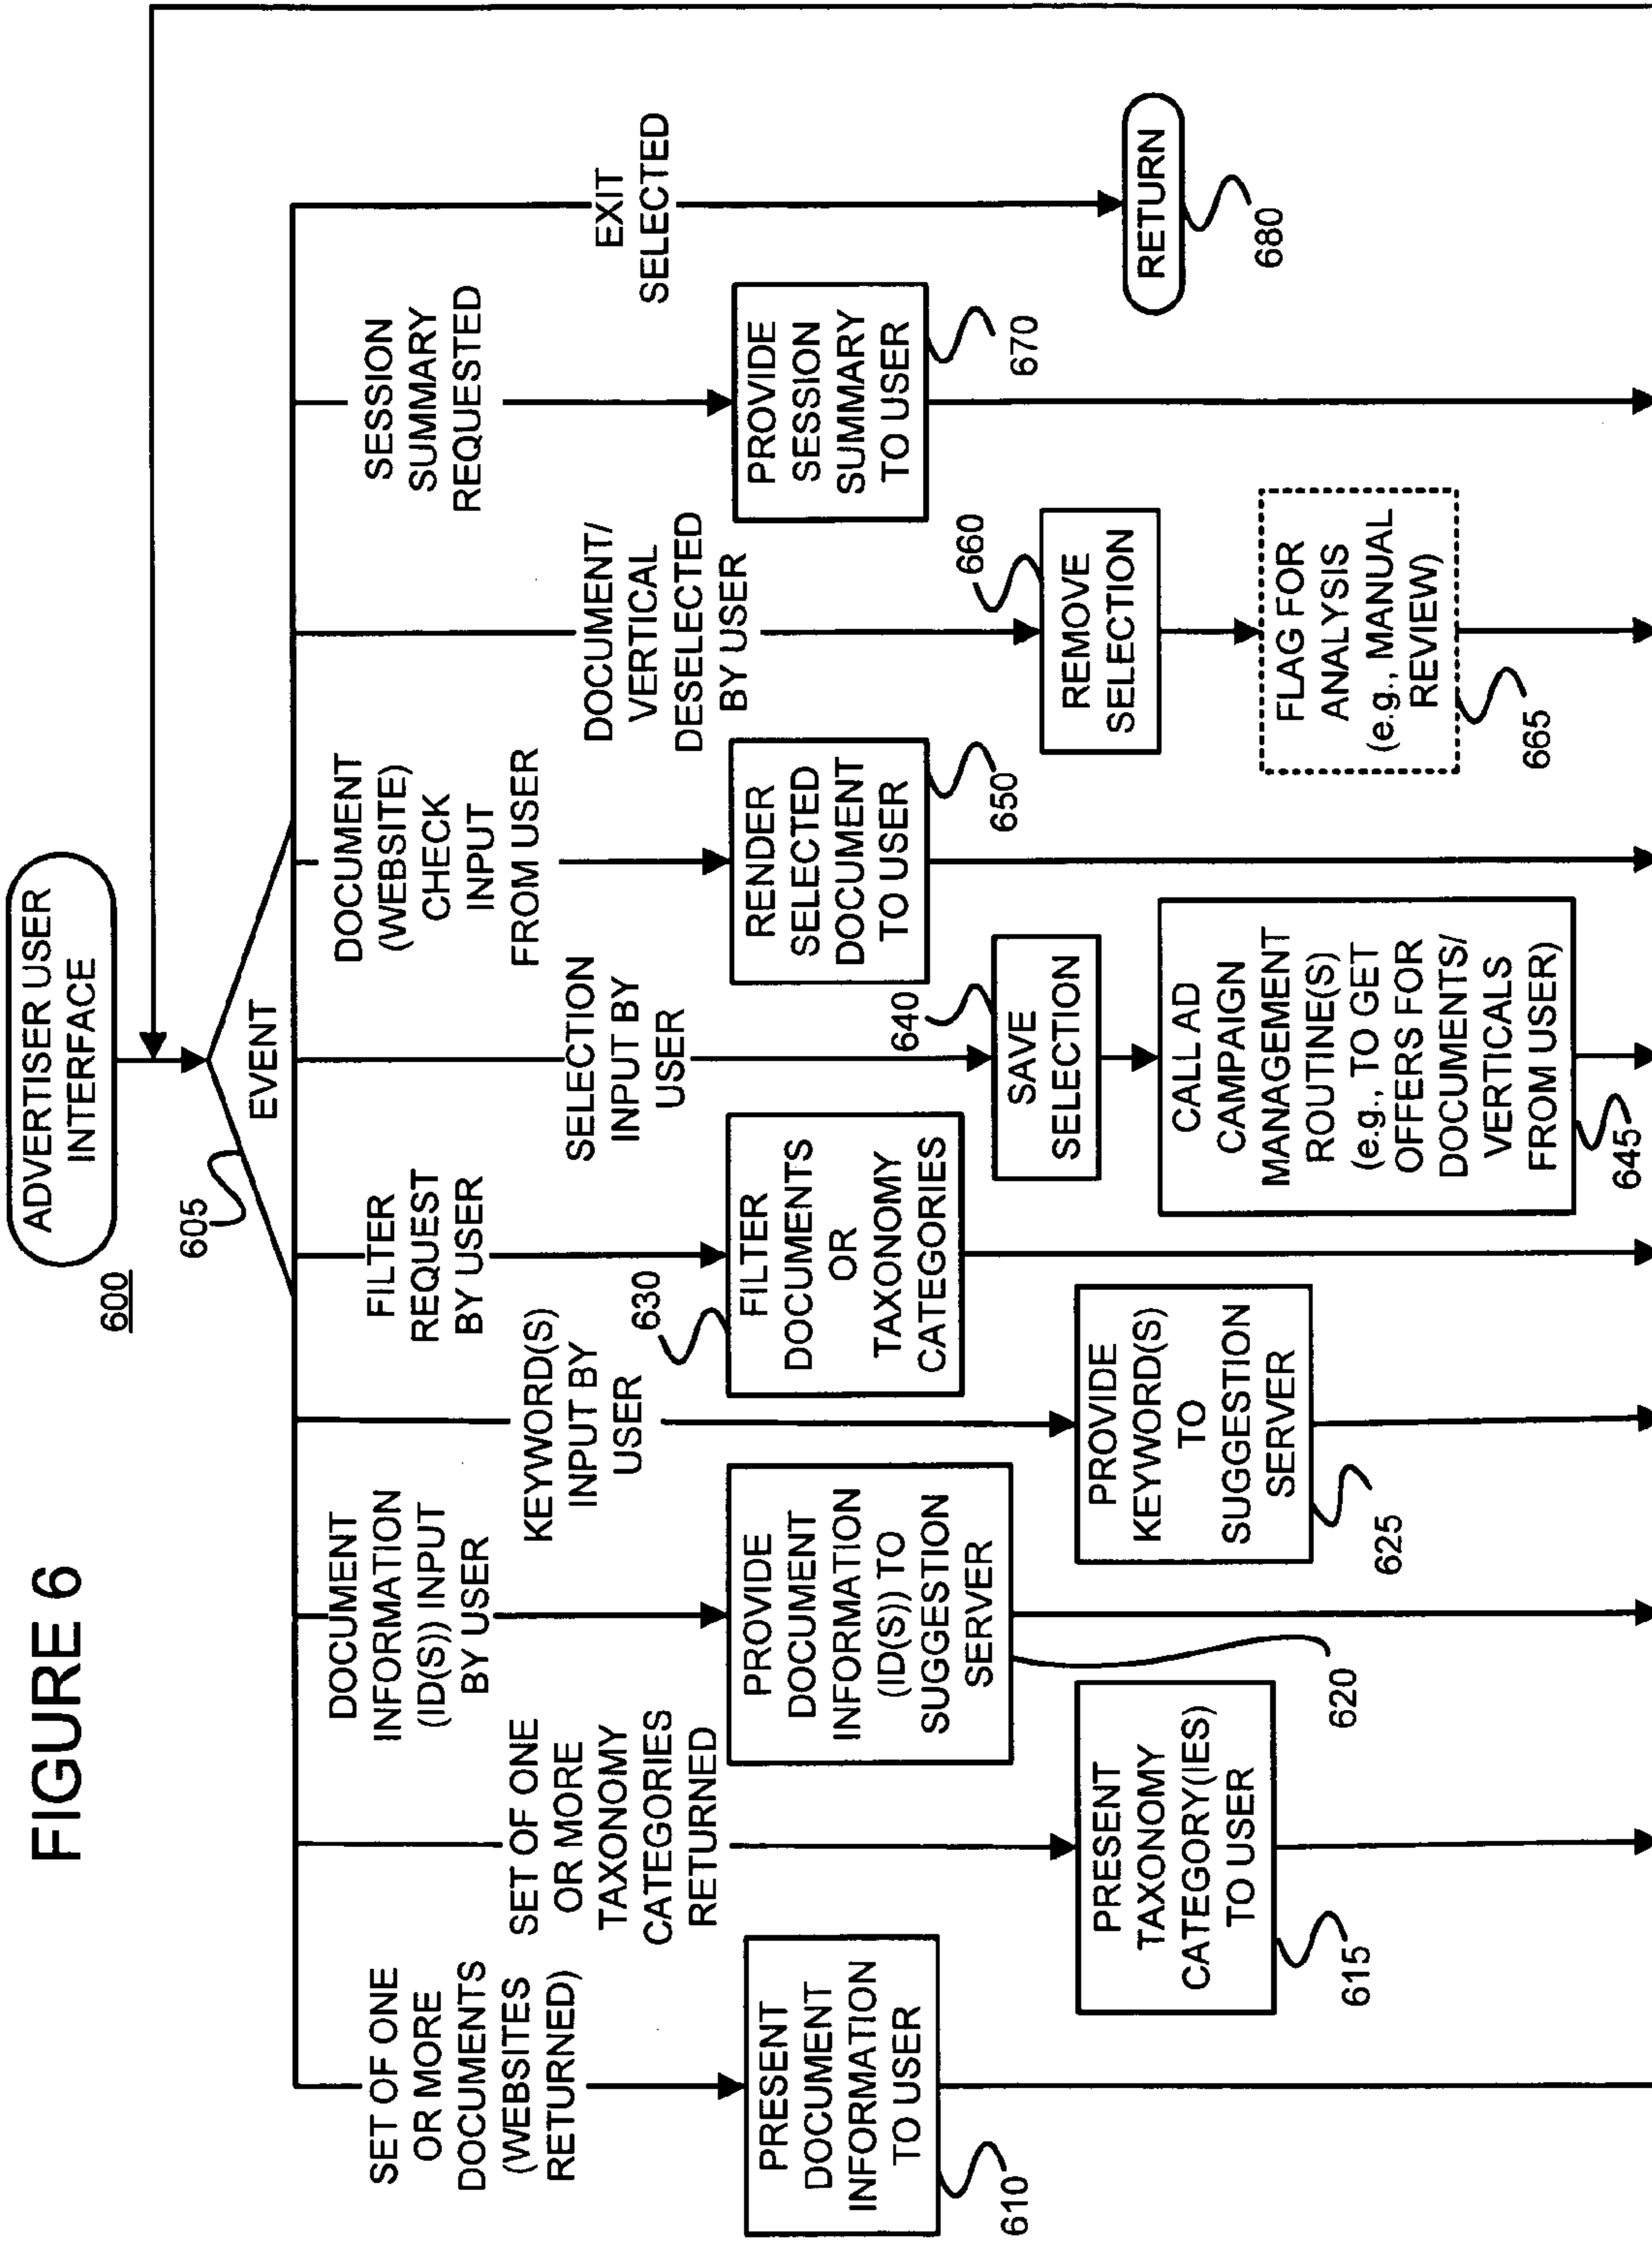 FIGURE 6
600
ADVERTISER USER
INTERFACE
605
EVENT
SET OF ONE
OR MORE
DOCUMENTS
(WEBSITES
RETURNED)
PRESENT
DOCUMENT
INFORMATION
TO USER
610
SET OF ONE
OR MORE
TAXONOMY
CATEGORIES
RETURNED
PRESENT
TAXONOMY
CATEGORY(IES)
TO USER
615
DOCUMENT
INFORMATION
(ID(S)) INPUT
BY USER
PROVIDE
DOCUMENT
INFORMATION
(ID(S)) TO
SUGGESTION
SERVER
620
KEYWORD(S)
INPUT BY
USER
PROVIDE
KEYWORD(S)
TO
SUGGESTION
SERVER
625
FILTER
REQUEST
BY USER
630
FILTER
DOCUMENTS
OR
TAXONOMY
CATEGORIES
SELECTION
INPUT BY
USER
640
SAVE
SELECTION
CALL AD
CAMPAIGN
MANAGEMENT
ROUTINE(S)
(e.g., TO GET
OFFERS FOR
DOCUMENTS/
VERTICALS
FROM USER)
645
DOCUMENT
(WEBSITE)
CHECK
INPUT
FROM USER
RENDER
SELECTED
DOCUMENT
TO USER
650
DOCUMENT/
VERTICAL
DESELECTED
BY USER
660
REMOVE
SELECTION
FLAG FOR
ANALYSIS
(e.g., MANUAL
REVIEW)
665
SESSION
SUMMARY
REQUESTED
PROVIDE
SESSION
SUMMARY
TO USER
670
EXIT
SELECTED
RETURN
680